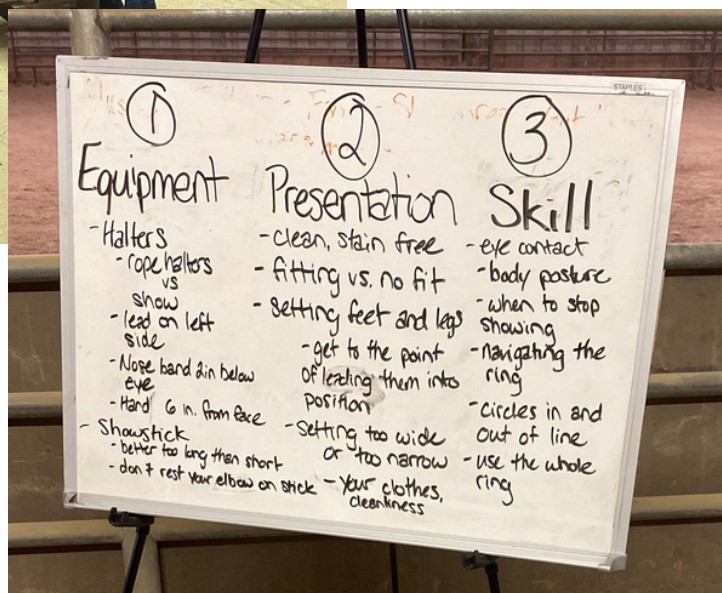 STAPLES
1
Equipment
- Halters
- rope halters
vs
show
- lead on left
side
- Nose band 2in below
eye
- Hand 6 in. from face
- Showstick
- better too long than short
- don't rest your elbow on stick
2
Presentation
- clean, stain free
- fitting vs. no fit
- setting feet and legs
- get to the point
of leading them into
position
- Setting too wide
or too narrow
- Your clothes,
cleankness
3
Skill
- eye contact
- body posture
- when to stop
showing
- navigating the
ring
- circles in and
out of line
- use the whole
ring